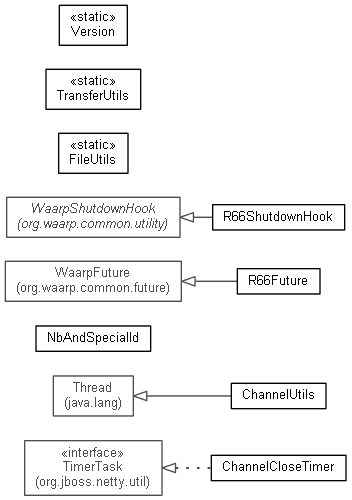 «static»
Version
«static»
TransferUtils
«static»
FileUtils
WaarpShutdownHook
(org.waarp.common.utility)
R66ShutdownHook
WaarpFuture
(org.waarp.common.future)
R66Future
NbAndSpecialId
Thread
(java.lang)
ChannelUtils
«interface»
TimerTask
(org.jboss.netty.util)
ChannelCloseTimer